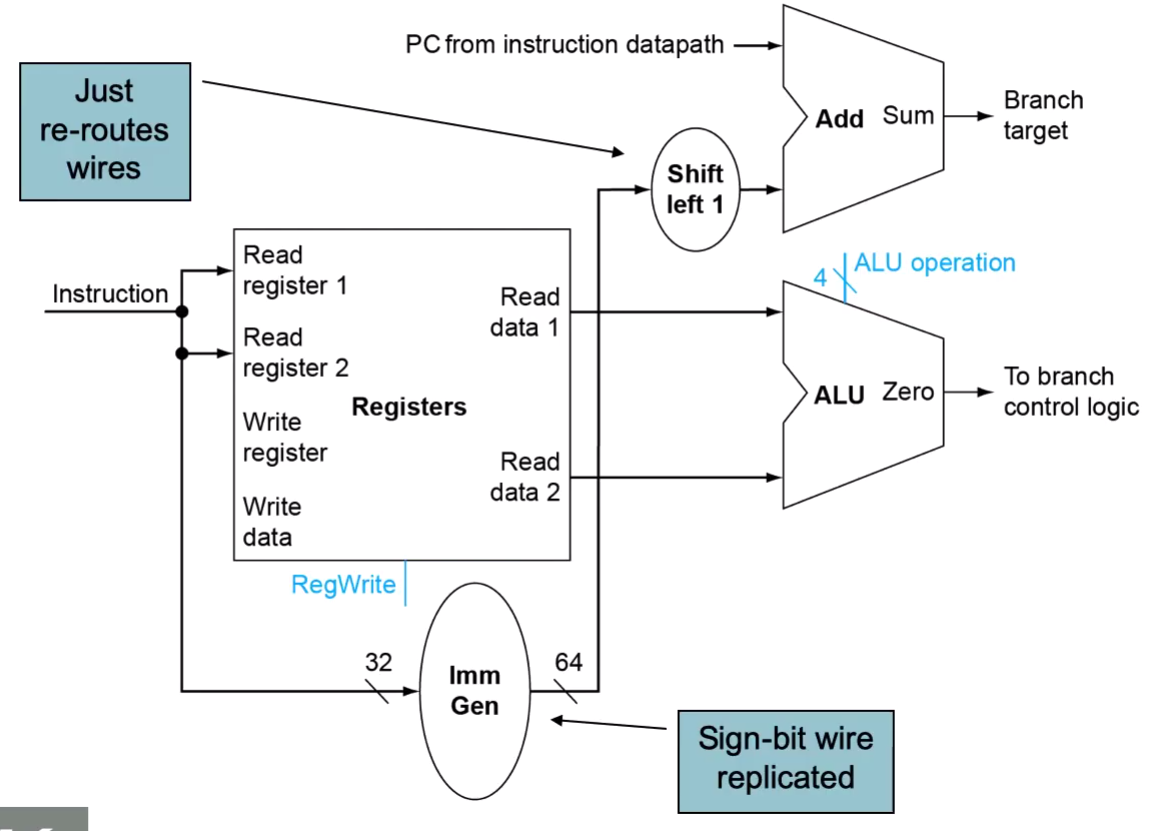 PC from instruction datapath
Just
re-routes
wires
Add Sum
Branch
target
Shift
left 1
Instruction
Read
register 1
Read
register 2
Write
register
Write
data
Registers
Read
data 1
Read
data 2
RegWrite
4
ALU operation
ALU Zero
To branch
control logic
32
Imm
Gen
64
Sign-bit wire
replicated